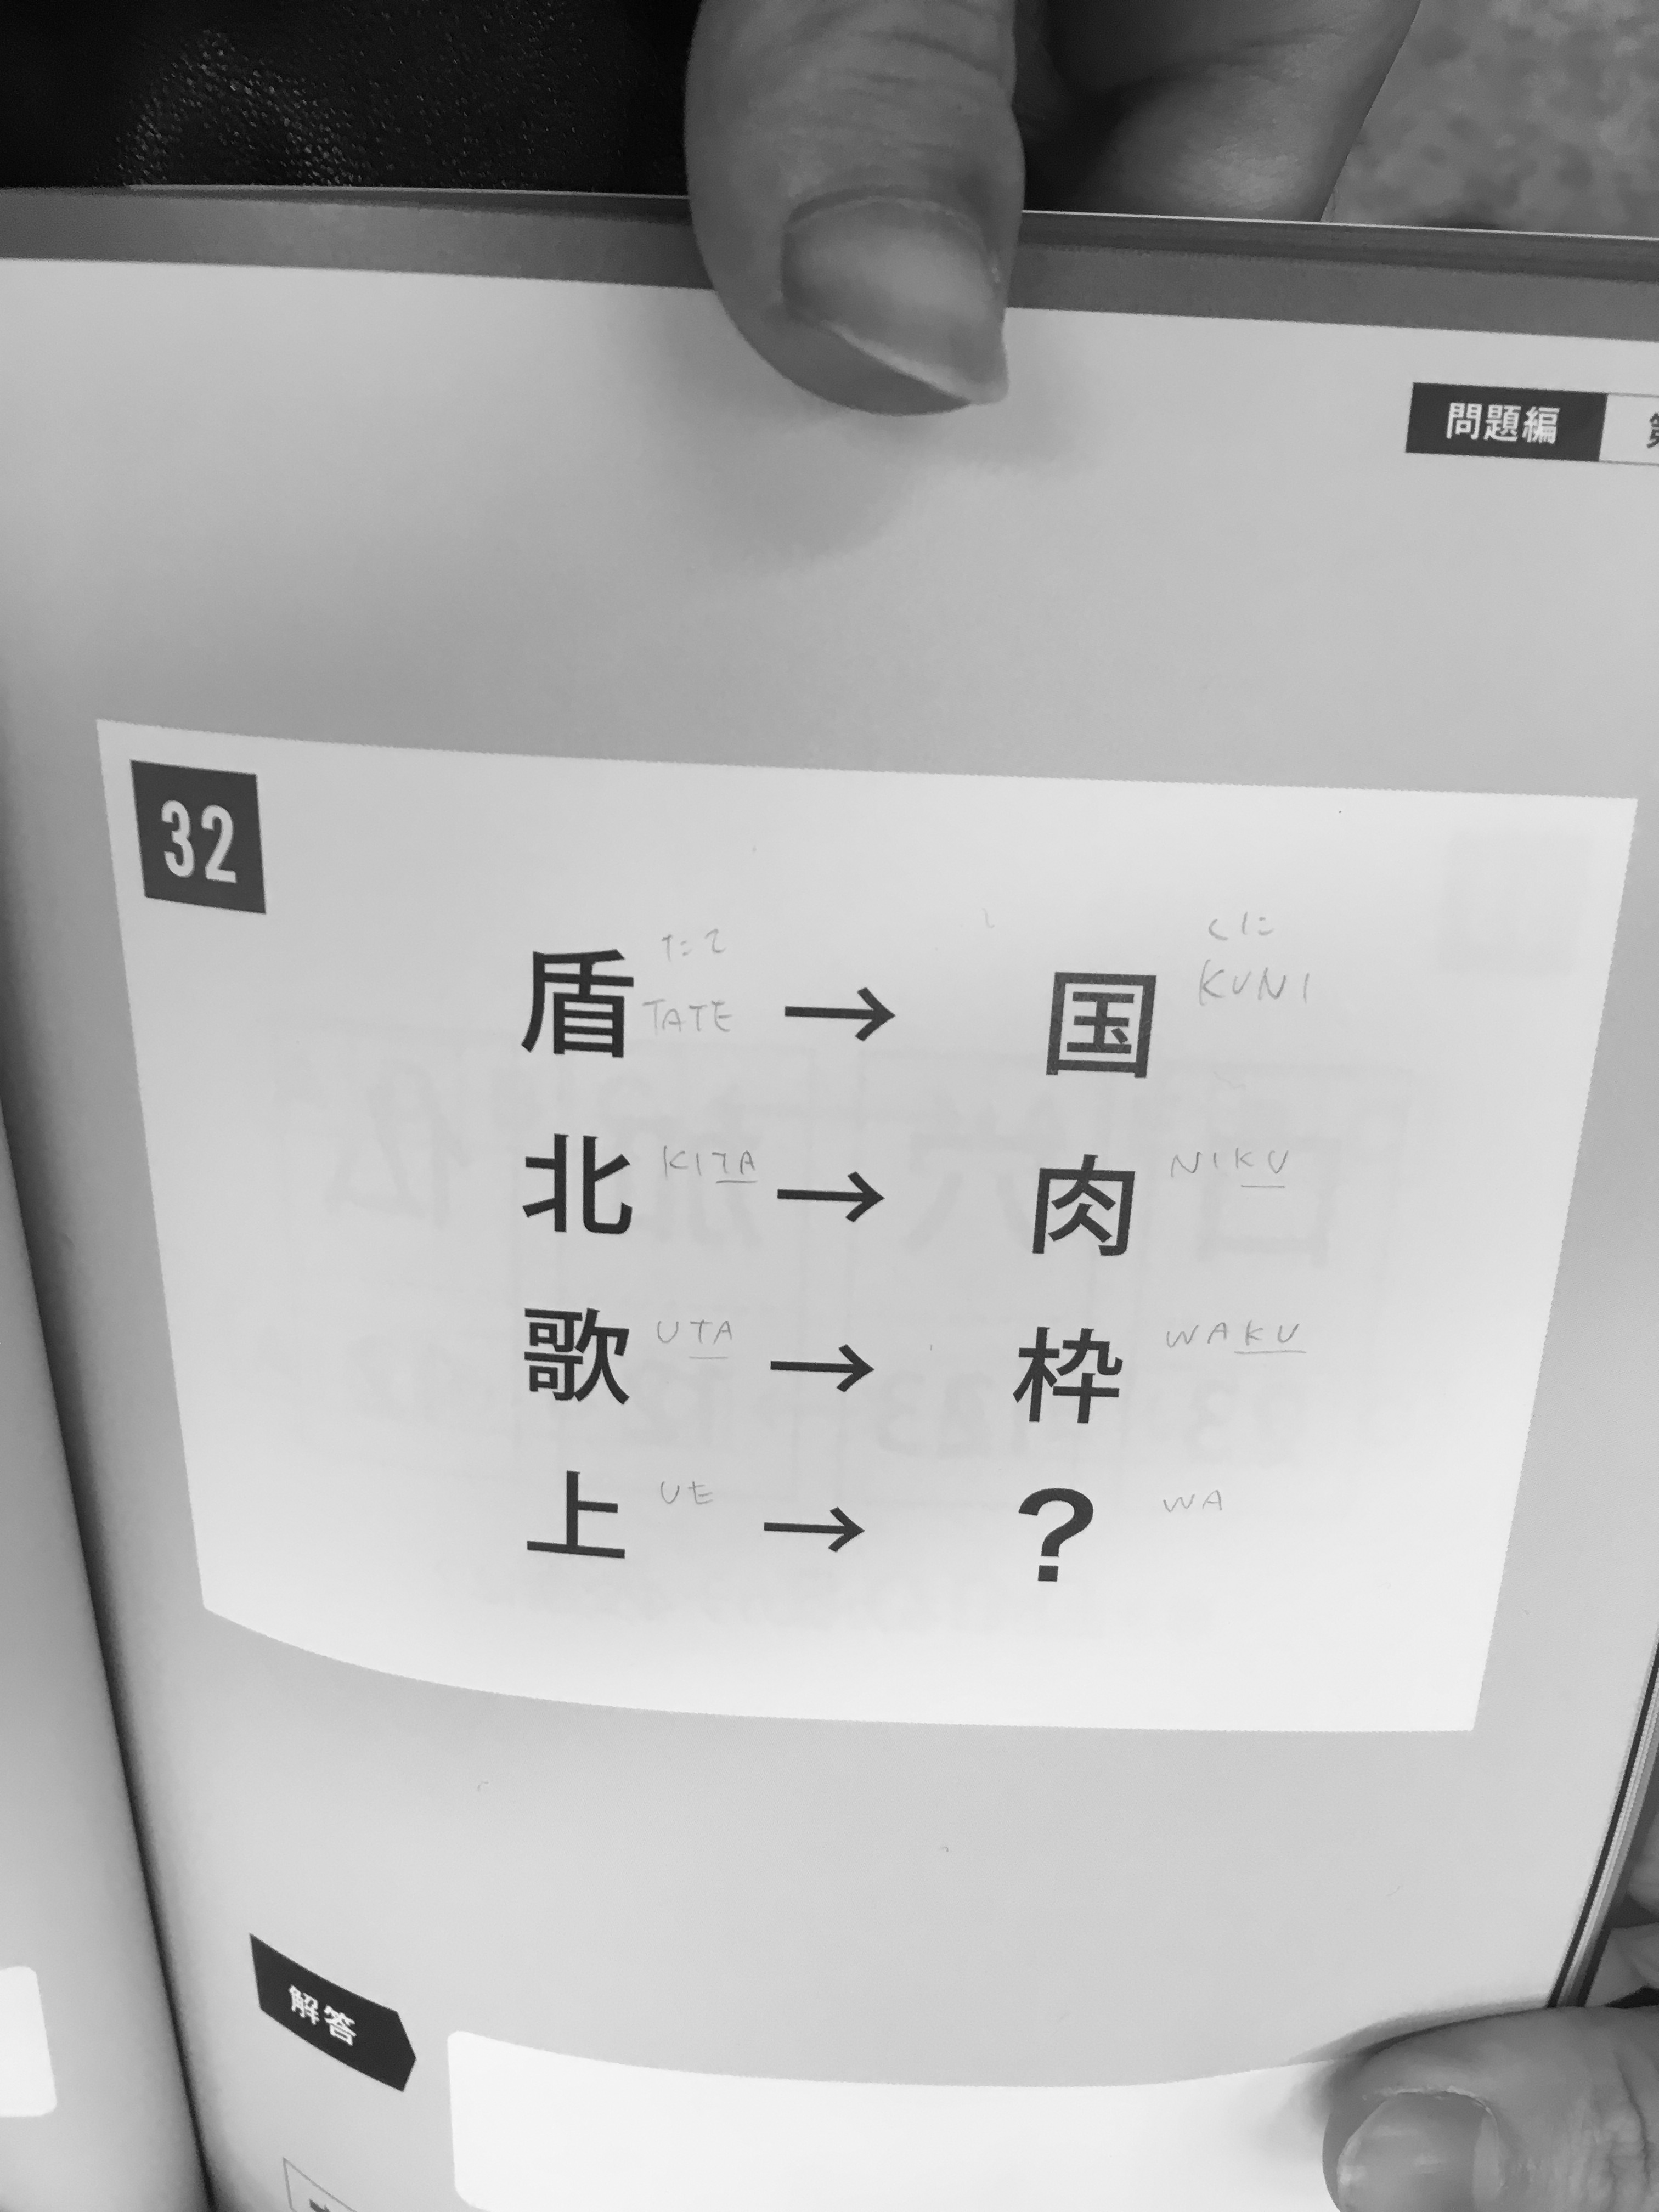 問題編
32
たて くに
盾 TATE → 国 KUNI
北 KITA → 肉 NIKU
歌 UTA → 枠 WAKU
上 UE → ? WA
解答